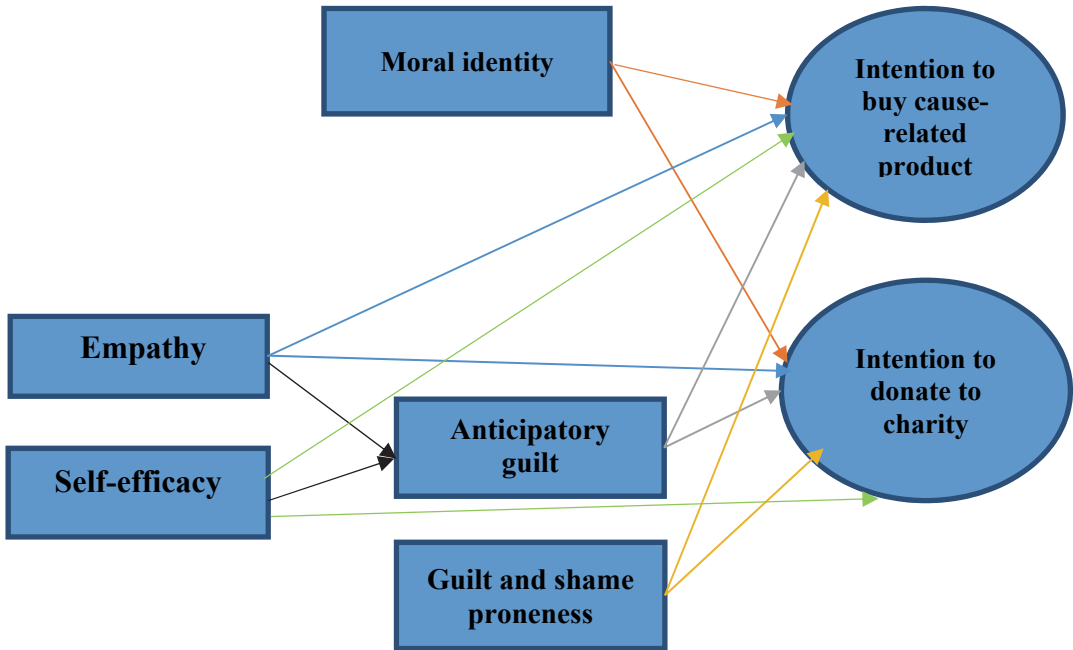 Moral identity
Intention to
buy cause-
related
product
Empathy
Intention to
donate to
charity
Anticipatory
guilt
Self-efficacy
Guilt and shame
proneness